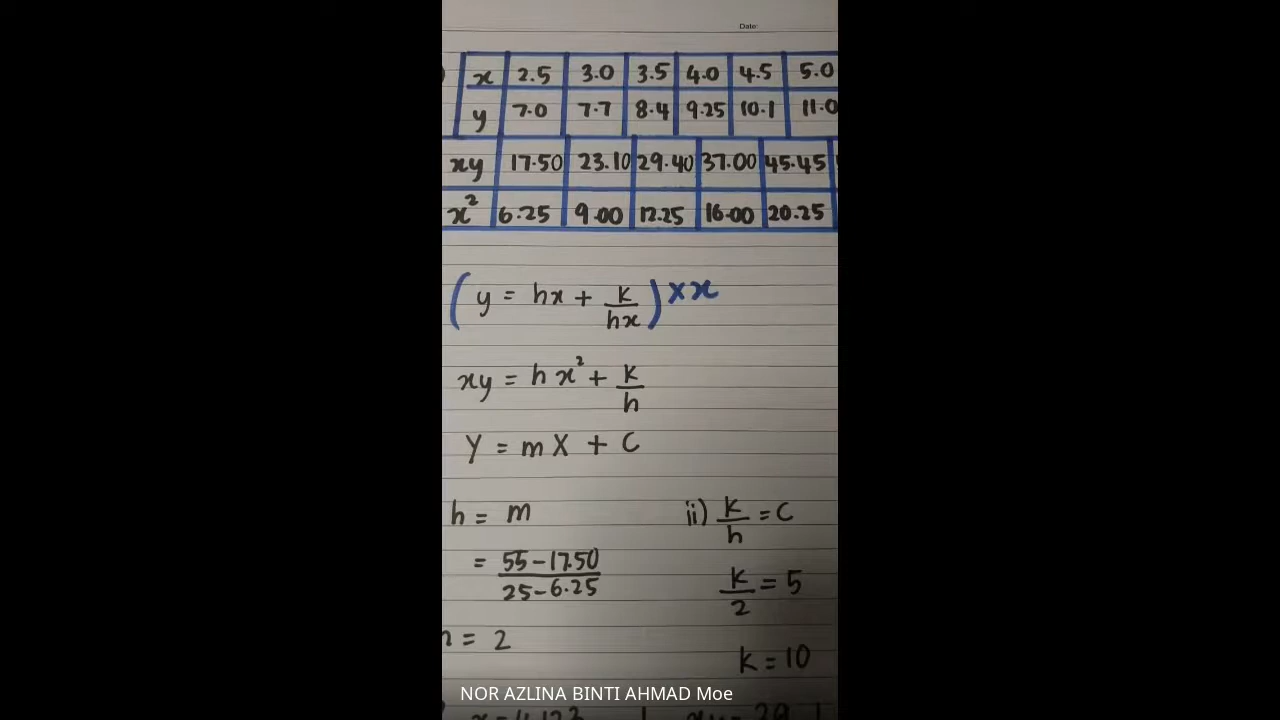 Date:
x 2.5 3.0 3.5 4.0 4.5 5.0
y 7.0 7.7 8.4 9.25 10.1 11.0
xy 17.50 23.10 29.40 37.00 45.45
x² 6.25 9.00 12.25 16.00 20.25
(y = hx + k/hx) × x
xy = hx² + k/h
Y = mX + C
h = m
= 55-17.50/25-6.25
h = 2
ii) k/h = C
k/2 = 5
k = 10
NOR AZLINA BINTI AHMAD Moe